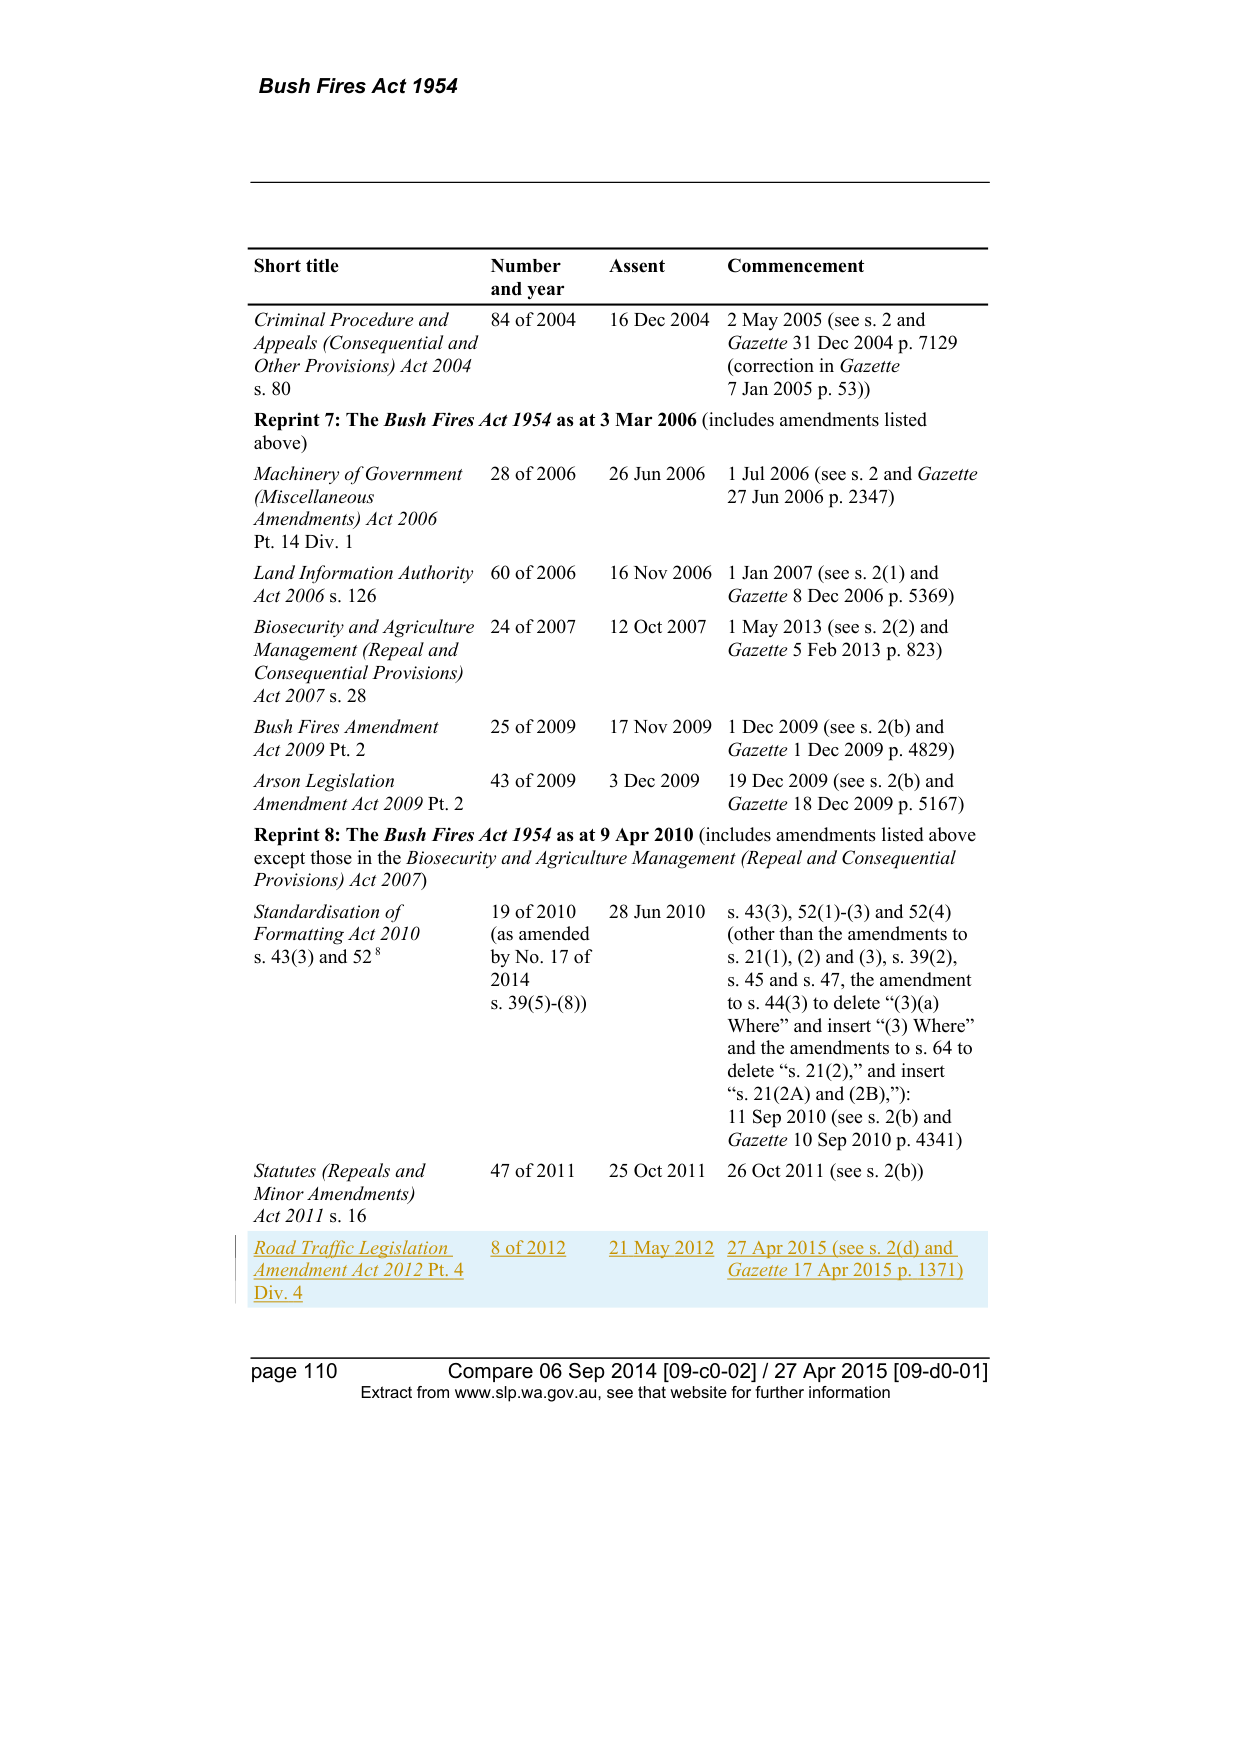 Bush Fires Act 1954
Short title Number and year Assent Commencement
Criminal Procedure and 84 of 2004 16 Dec 2004 2 May 2005 (see s. 2 and
Appeals (Consequential and Gazette 31 Dec 2004 p. 7129
Other Provisions) Act 2004 (correction in Gazette
s. 80 7 Jan 2005 p. 53))
Reprint 7: The Bush Fires Act 1954 as at 3 Mar 2006 (includes amendments listed
above)
Machinery of Government 28 of 2006 26 Jun 2006 1 Jul 2006 (see s. 2 and Gazette
(Miscellaneous 27 Jun 2006 p. 2347)
Amendments) Act 2006
Pt. 14 Div. 1
Land Information Authority 60 of 2006 16 Nov 2006 1 Jan 2007 (see s. 2(1) and
Act 2006 s. 126 Gazette 8 Dec 2006 p. 5369)
Biosecurity and Agriculture 24 of 2007 12 Oct 2007 1 May 2013 (see s. 2(2) and
Management (Repeal and Gazette 5 Feb 2013 p. 823)
Consequential Provisions)
Act 2007 s. 28
Bush Fires Amendment 25 of 2009 17 Nov 2009 1 Dec 2009 (see s. 2(b) and
Act 2009 Pt. 2 Gazette 1 Dec 2009 p. 4829)
Arson Legislation 43 of 2009 3 Dec 2009 19 Dec 2009 (see s. 2(b) and
Amendment Act 2009 Pt. 2 Gazette 18 Dec 2009 p. 5167)
Reprint 8: The Bush Fires Act 1954 as at 9 Apr 2010 (includes amendments listed above
except those in the Biosecurity and Agriculture Management (Repeal and Consequential
Provisions) Act 2007)
Standardisation of 19 of 2010 28 Jun 2010 s. 43(3), 52(1)-(3) and 52(4)
Formatting Act 2010 (as amended (other than the amendments to
s. 43(3) and 52 8 by No. 17 of s. 21(1), (2) and (3), s. 39(2),
2014 s. 45 and s. 47, the amendment
s. 39(5)-(8)) to s. 44(3) to delete “(3)(a)
Where” and insert “(3) Where”
and the amendments to s. 64 to
delete “s. 21(2),” and insert
“s. 21(2A) and (2B),”):
11 Sep 2010 (see s. 2(b) and
Gazette 10 Sep 2010 p. 4341)
Statutes (Repeals and 47 of 2011 25 Oct 2011 26 Oct 2011 (see s. 2(b))
Minor Amendments)
Act 2011 s. 16
Road Traffic Legislation 8 of 2012 21 May 2012 27 Apr 2015 (see s. 2(d) and
Amendment Act 2012 Pt. 4 Gazette 17 Apr 2015 p. 1371)
Div. 4
page 110 Compare 06 Sep 2014 [09-c0-02] / 27 Apr 2015 [09-d0-01]
Extract from www.slp.wa.gov.au, see that website for further information